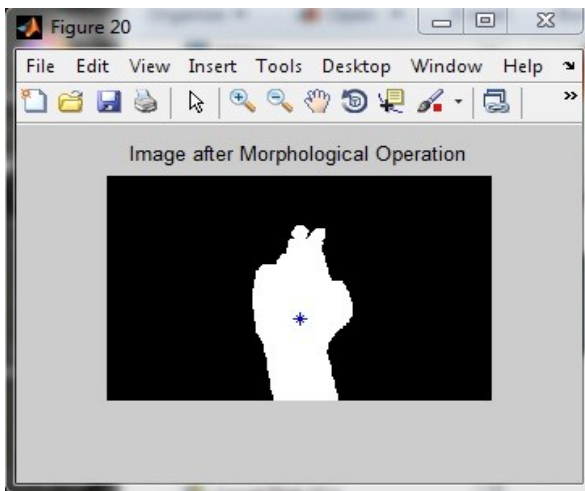 Figure 20
File Edit View Insert Tools Desktop Window Help
Image after Morphological Operation